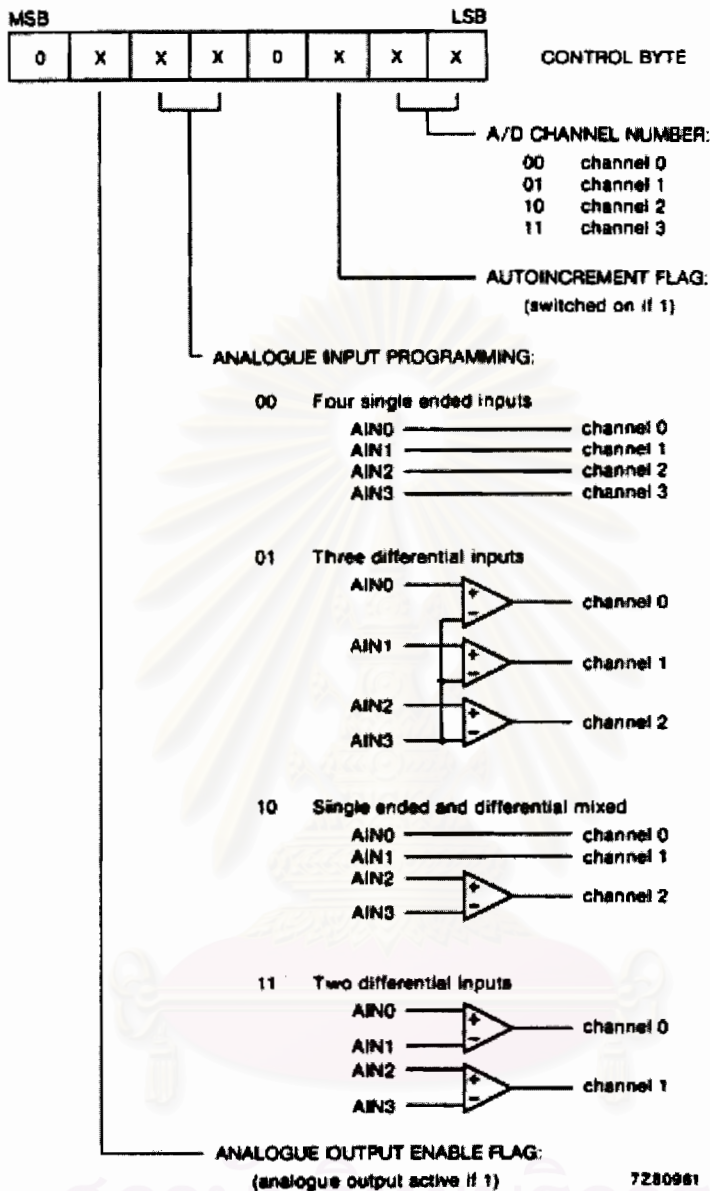 MSB LSB
0 X X X 0 X X X CONTROL BYTE
A/D CHANNEL NUMBER:
00 channel 0
01 channel 1
10 channel 2
11 channel 3
AUTOINCREMENT FLAG:
(switched on if 1)
ANALOGUE INPUT PROGRAMMING:
00 Four single ended inputs
AIN0 channel 0
AIN1 channel 1
AIN2 channel 2
AIN3 channel 3
01 Three differential inputs
AIN0 + − channel 0
AIN1 + − channel 1
AIN2 + − channel 2
AIN3
10 Single ended and differential mixed
AIN0 channel 0
AIN1 channel 1
AIN2 + − channel 2
AIN3
11 Two differential inputs
AIN0 + − channel 0
AIN1
AIN2 + − channel 1
AIN3
ANALOGUE OUTPUT ENABLE FLAG:
(analogue output active if 1)
7280961